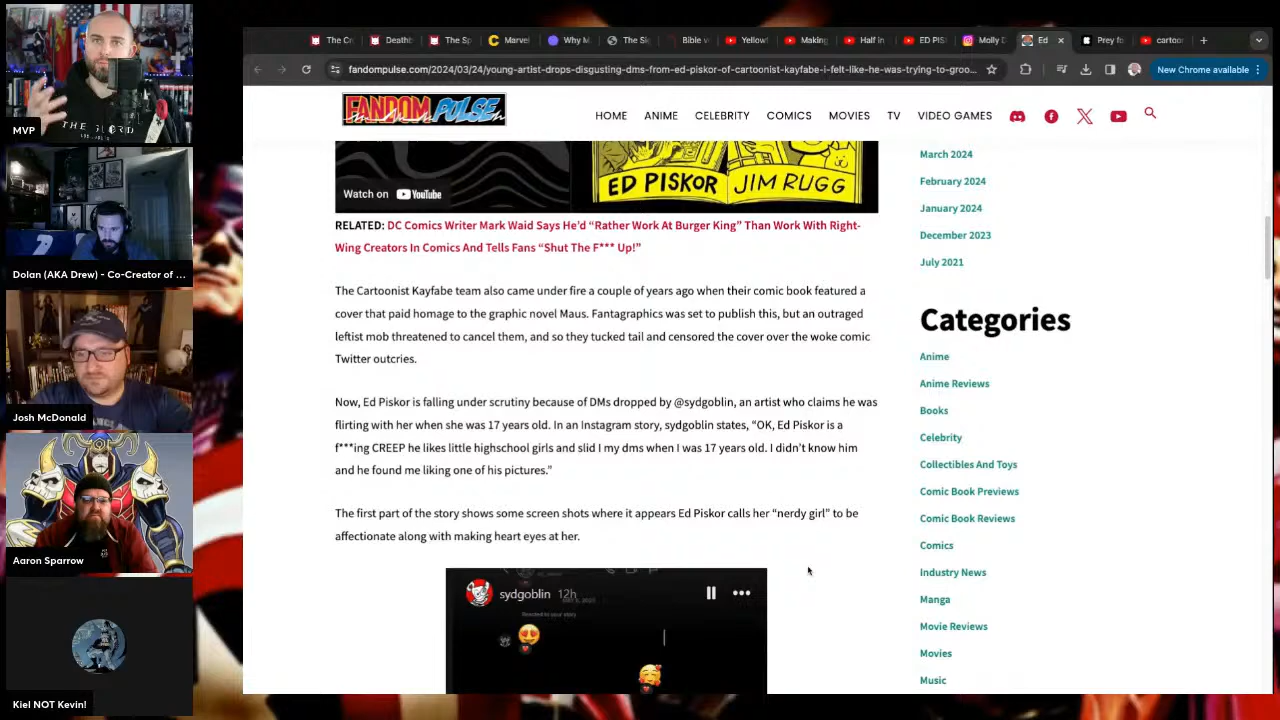 MVP
Dolan (AKA Drew) - Co-Creator of ...
Josh McDonald
Aaron Sparrow
Kiel NOT Kevin!
The Cr
Deathb
The Sp
Marvel
Why M
The Sig
Bible v
Yellow!
Making
Half in
ED PIS
Molly D
Ed
Prey fo
cartoor
fandompulse.com/2024/03/24/young-artist-drops-disgusting-dms-from-ed-piskor-of-cartoonist-kayfabe-i-felt-like-he-was-trying-to-groo...
New Chrome available
FANDOM PULSE
HOME ANIME CELEBRITY COMICS MOVIES TV VIDEO GAMES
Watch on YouTube
ED PISKOR JIM RUGG
RELATED: DC Comics Writer Mark Waid Says He'd “Rather Work At Burger King” Than Work With Right-
Wing Creators In Comics And Tells Fans “Shut The F*** Up!”
The Cartoonist Kayfabe team also came under fire a couple of years ago when their comic book featured a
cover that paid homage to the graphic novel Maus. Fantagraphics was set to publish this, but an outraged
leftist mob threatened to cancel them, and so they tucked tail and censored the cover over the woke comic
Twitter outcries.
Now, Ed Piskor is falling under scrutiny because of DMs dropped by @sydgoblin, an artist who claims he was
flirting with her when she was 17 years old. In an Instagram story, sydgoblin states, “OK, Ed Piskor is a
f***ing CREEP he likes little highschool girls and slid I my dms when I was 17 years old. I didn't know him
and he found me liking one of his pictures.”
The first part of the story shows some screen shots where it appears Ed Piskor calls her “nerdy girl” to be
affectionate along with making heart eyes at her.
sydgoblin 12h
Reacted to your story
March 2024
February 2024
January 2024
December 2023
July 2021
Categories
Anime
Anime Reviews
Books
Celebrity
Collectibles And Toys
Comic Book Previews
Comic Book Reviews
Comics
Industry News
Manga
Movie Reviews
Movies
Music